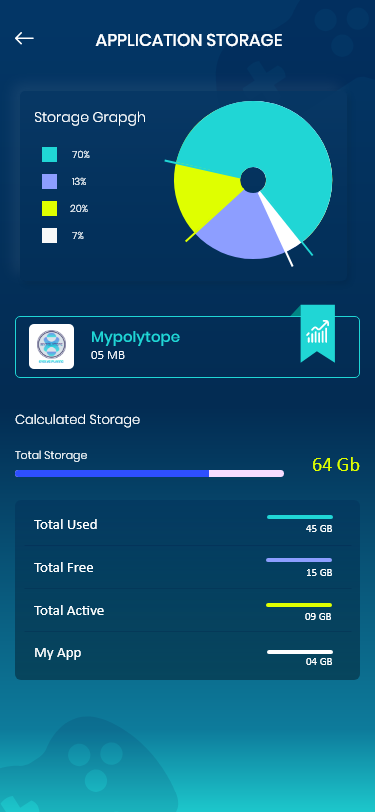 APPLICATION STORAGE
Storage Grapgh
70%
13%
20%
7%
Mypolytope
05 MB
Calculated Storage
Total Storage
64 Gb
Total Used
45 GB
Total Free
15 GB
Total Active
09 GB
My App
04 GB